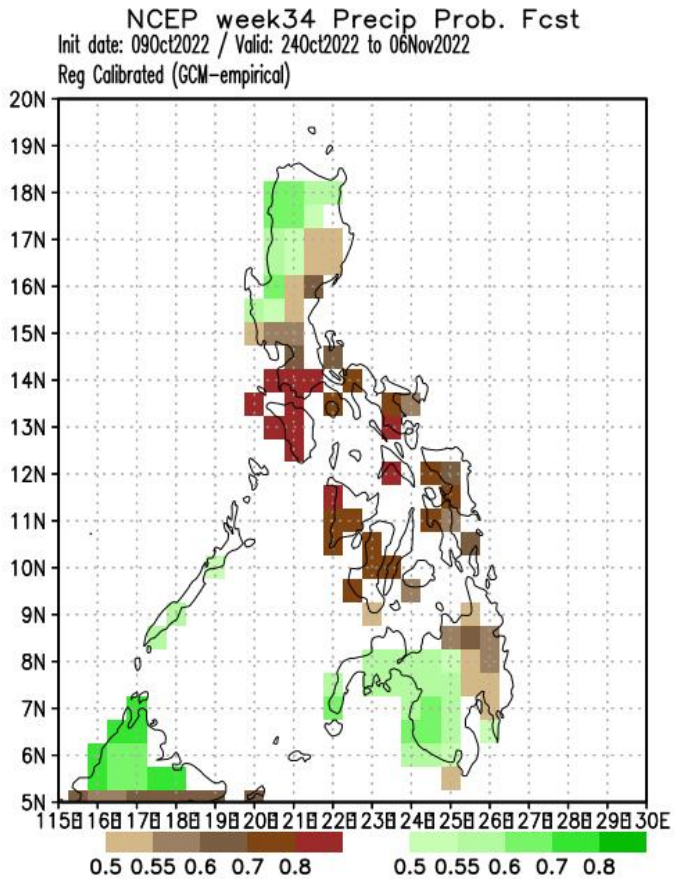 NCEP week34 Precip Prob. Fcst
Init date: 09Oct2022 / Valid: 24Oct2022 to 06Nov2022
Reg Calibrated (GCM-empirical)
20N
19N
18N
17N
16N
15N
14N
13N
12N
11N
10N
9N
8N
7N
6N
5N
115E 116E 117E 118E 119E 120E 121E 122E 123E 124E 125E 126E 127E 128E 129E 130E
0.5 0.55 0.6 0.7 0.8 0.5 0.55 0.6 0.7 0.8